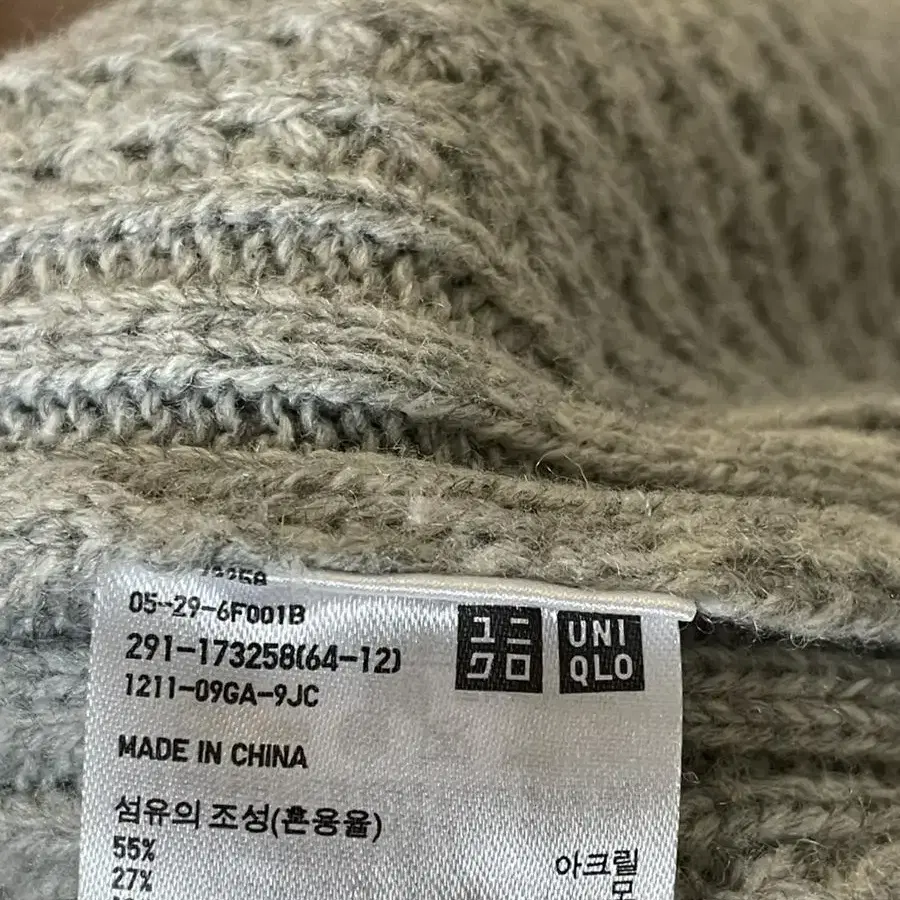 05-29-6F001B
291-173258(64-12)
1211-09GA-9JC
ユニ
クロ
UNI
QLO
MADE IN CHINA
섬유의 조성(혼용율)
55%
아크릴
27%